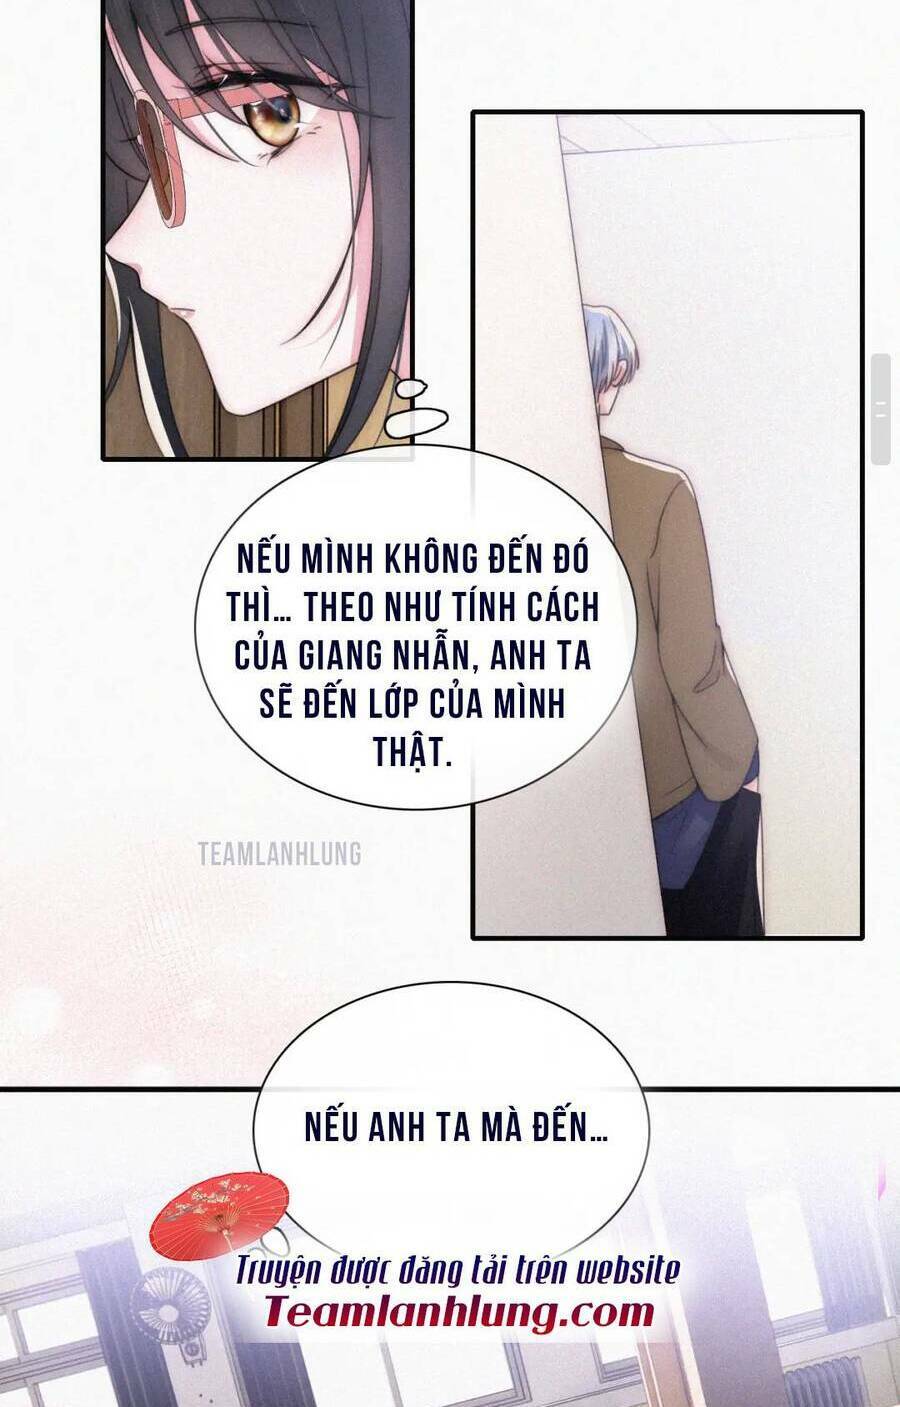 NẾU MÌNH KHÔNG ĐẾN ĐÓ
THÌ... THEO NHƯ TÍNH CÁCH
CỦA GIANG NHẪN, ANH TA
SẼ ĐẾN LỚP CỦA MÌNH
THẬT.
TEAMLANHLUNG
NẾU ANH TA MÀ ĐẾN...
Truyện được đăng tải trên website
Teamlanhlung.com